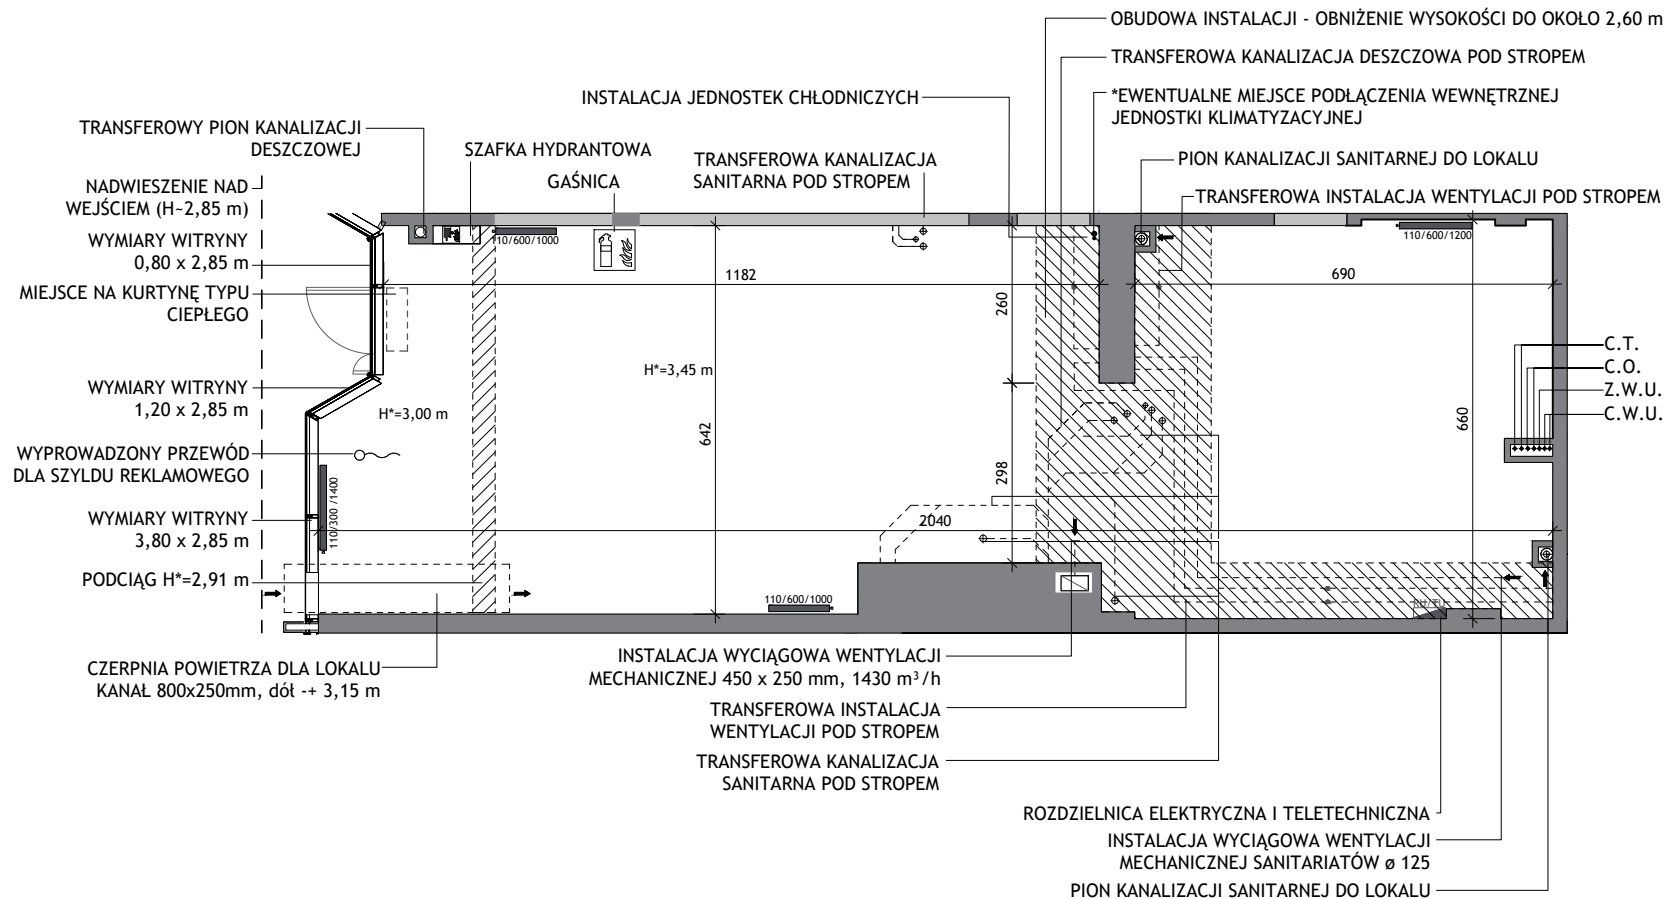 OBUDOWA INSTALACJI - OBNIŻENIE WYSOKOŚCI DO OKOŁO 2,60 m
TRANSFEROWA KANALIZACJA DESZCZOWA POD STROPEM
INSTALACJA JEDNOSTEK CHŁODNICZYCH
*EWENTUALNE MIEJSCE PODŁĄCZENIA WEWNĘTRZNEJ
JEDNOSTKI KLIMATYZACYJNEJ
TRANSFEROWY PION KANALIZACJI
DESZCZOWEJ
SZAFKA HYDRANTOWA
GAŚNICA
TRANSFEROWA KANALIZACJA
SANITARNA POD STROPEM
PION KANALIZACJI SANITARNEJ DO LOKALU
TRANSFEROWA INSTALACJA WENTYLACJI POD STROPEM
NADWIESZENIE NAD
WEJŚCIEM (H~2,85 m)
WYMIARY WITRYNY
0,80 x 2,85 m
MIEJSCE NA KURTYNĘ TYPU
CIEPŁEGO
WYMIARY WITRYNY
1,20 x 2,85 m
WYPROWADZONY PRZEWÓD
DLA SZYLDU REKLAMOWEGO
WYMIARY WITRYNY
3,80 x 2,85 m
PODCIĄG H*=2,91 m
110/600/1000
110/600/1200
1182
690
260
H*=3,45 m
H*=3,00 m
642
660
298
2040
110/300 /1400
110/600/1000
RH/TU
C.T.
C.O.
Z.W.U.
C.W.U.
CZERPNIA POWIETRZA DLA LOKALU
KANAŁ 800x250mm, dół -+ 3,15 m
INSTALACJA WYCIĄGOWA WENTYLACJI
MECHANICZNEJ 450 x 250 mm, 1430 m³/h
TRANSFEROWA INSTALACJA
WENTYLACJI POD STROPEM
TRANSFEROWA KANALIZACJA
SANITARNA POD STROPEM
ROZDZIELNICA ELEKTRYCZNA I TELETECHNICZNA
INSTALACJA WYCIĄGOWA WENTYLACJI
MECHANICZNEJ SANITARIATÓW ø 125
PION KANALIZACJI SANITARNEJ DO LOKALU